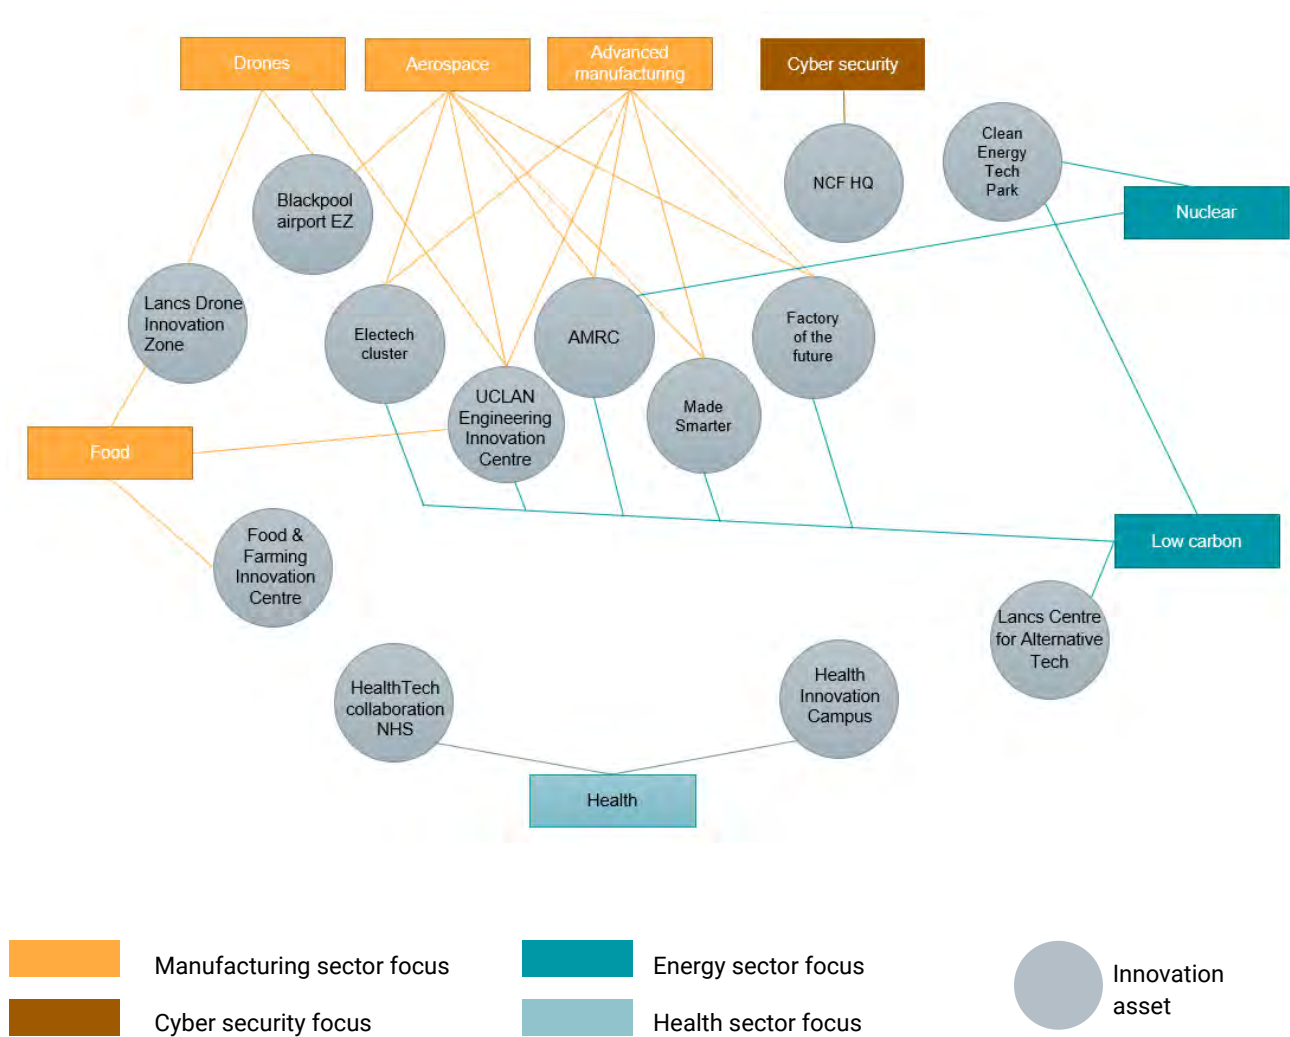 Drones
Aerospace
Advanced
manufacturing
Cyber security
Clean
Energy
Tech
Park
NCF HQ
Blackpool
airport EZ
Nuclear
Lancs Drone
Innovation
Zone
Electech
cluster
AMRC
Factory
of the
future
UCLAN
Engineering
Innovation
Centre
Made
Smarter
Food
Food &
Farming
Innovation
Centre
Low carbon
Lancs Centre
for Alternative
Tech
HealthTech
collaboration
NHS
Health
Innovation
Campus
Health
Manufacturing sector focus
Energy sector focus
Innovation
asset
Cyber security focus
Health sector focus